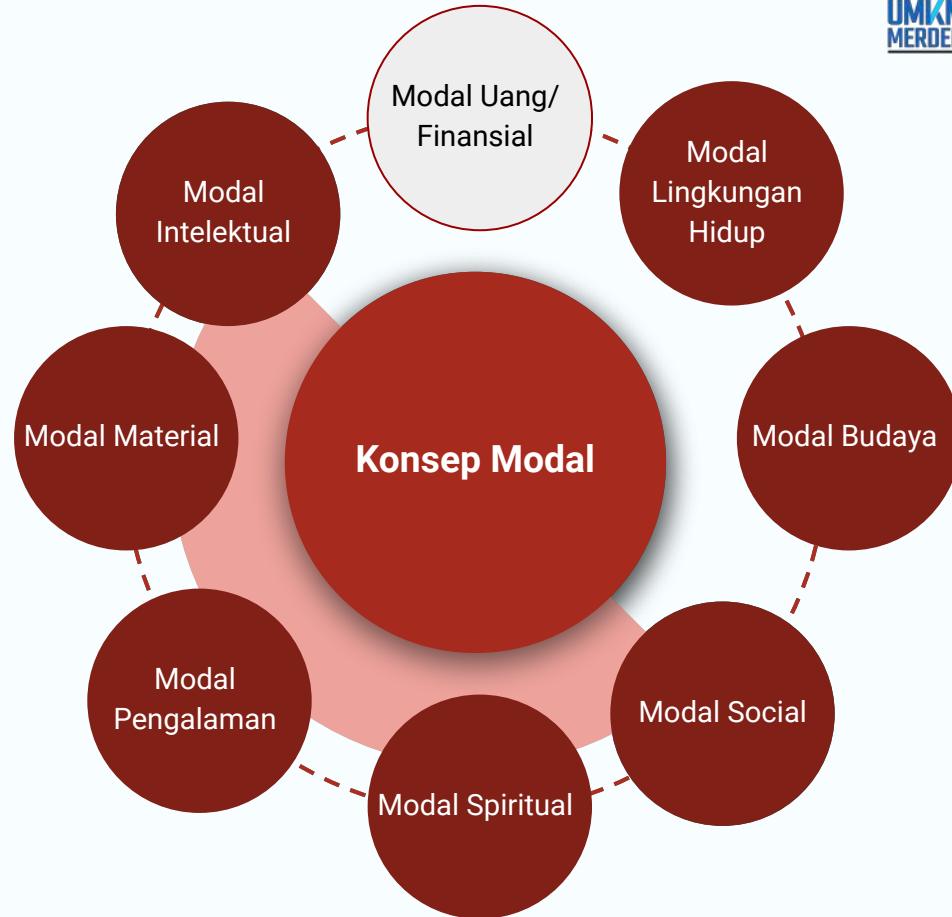 Modal Uang/
Finansial
Modal
Lingkungan
Hidup
Modal
Intelektual
Modal Material
Konsep Modal
Modal Budaya
Modal
Pengalaman
Modal Social
Modal Spiritual